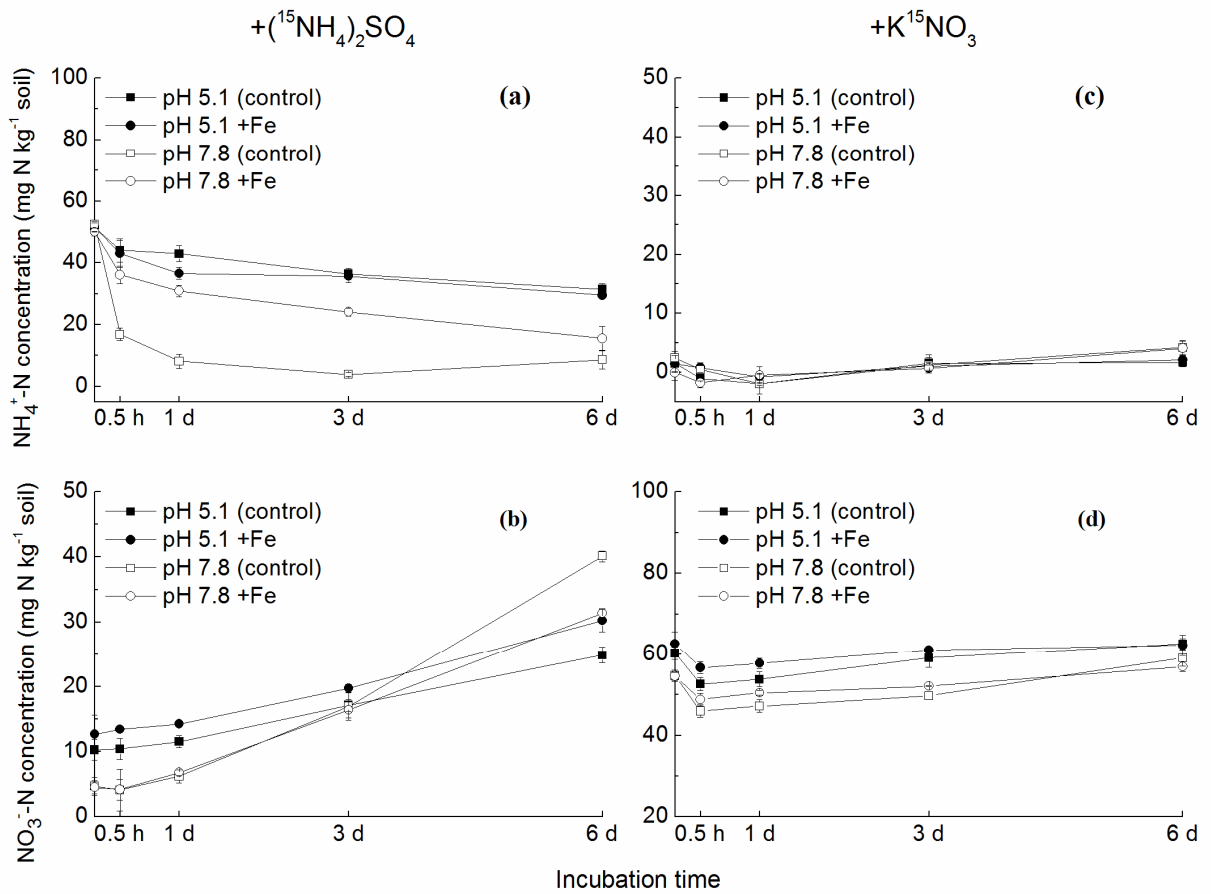 +(¹⁵NH₄)₂SO₄
+K¹⁵NO₃
NH₄⁺-N concentration (mg N kg⁻¹ soil)
100
80
60
40
20
0
pH 5.1 (control)
pH 5.1 +Fe
pH 7.8 (control)
pH 7.8 +Fe
(a)
0.5 h
1 d
3 d
6 d
50
40
30
20
10
0
pH 5.1 (control)
pH 5.1 +Fe
pH 7.8 (control)
pH 7.8 +Fe
(c)
0.5 h
1 d
3 d
6 d
NO₃⁻-N concentration (mg N kg⁻¹ soil)
50
40
30
20
10
0
pH 5.1 (control)
pH 5.1 +Fe
pH 7.8 (control)
pH 7.8 +Fe
(b)
0.5 h
1 d
3 d
6 d
100
80
60
40
20
pH 5.1 (control)
pH 5.1 +Fe
pH 7.8 (control)
pH 7.8 +Fe
(d)
0.5 h
1 d
3 d
6 d
Incubation time